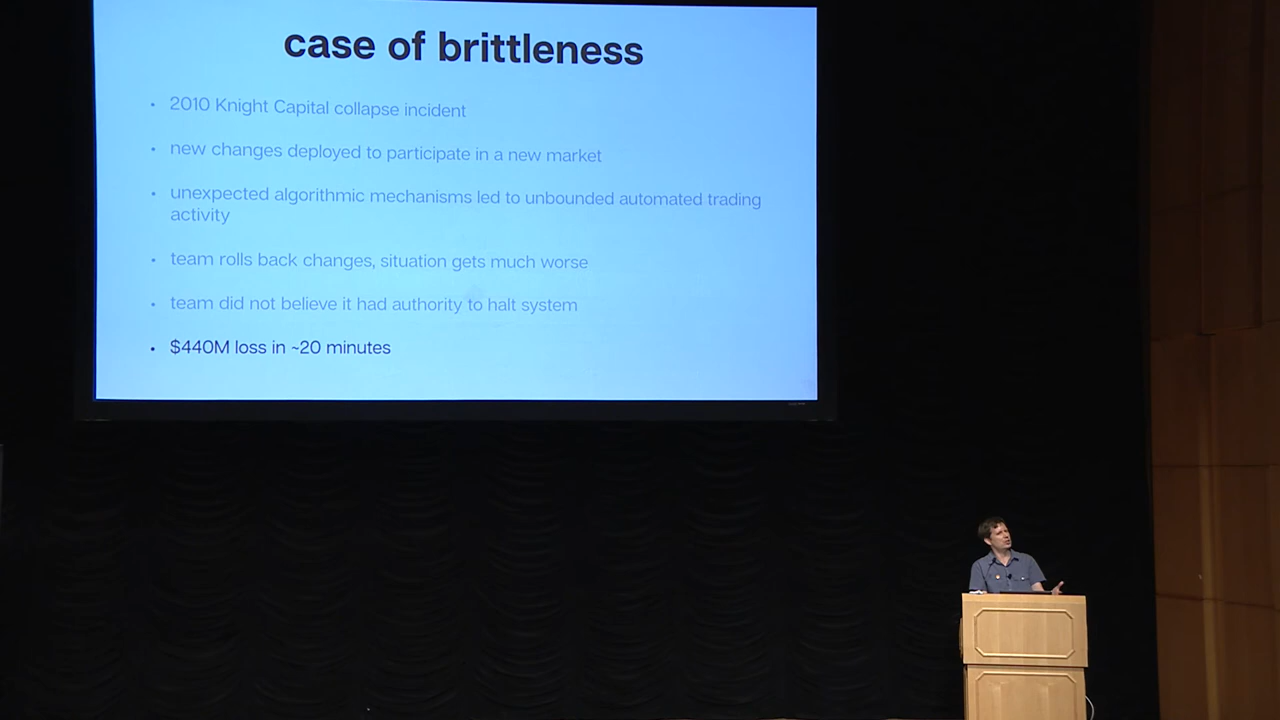 case of brittleness
• 2010 Knight Capital collapse incident
• new changes deployed to participate in a new market
• unexpected algorithmic mechanisms led to unbounded automated trading
activity
• team rolls back changes, situation gets much worse
• team did not believe it had authority to halt system
• $440M loss in ~20 minutes